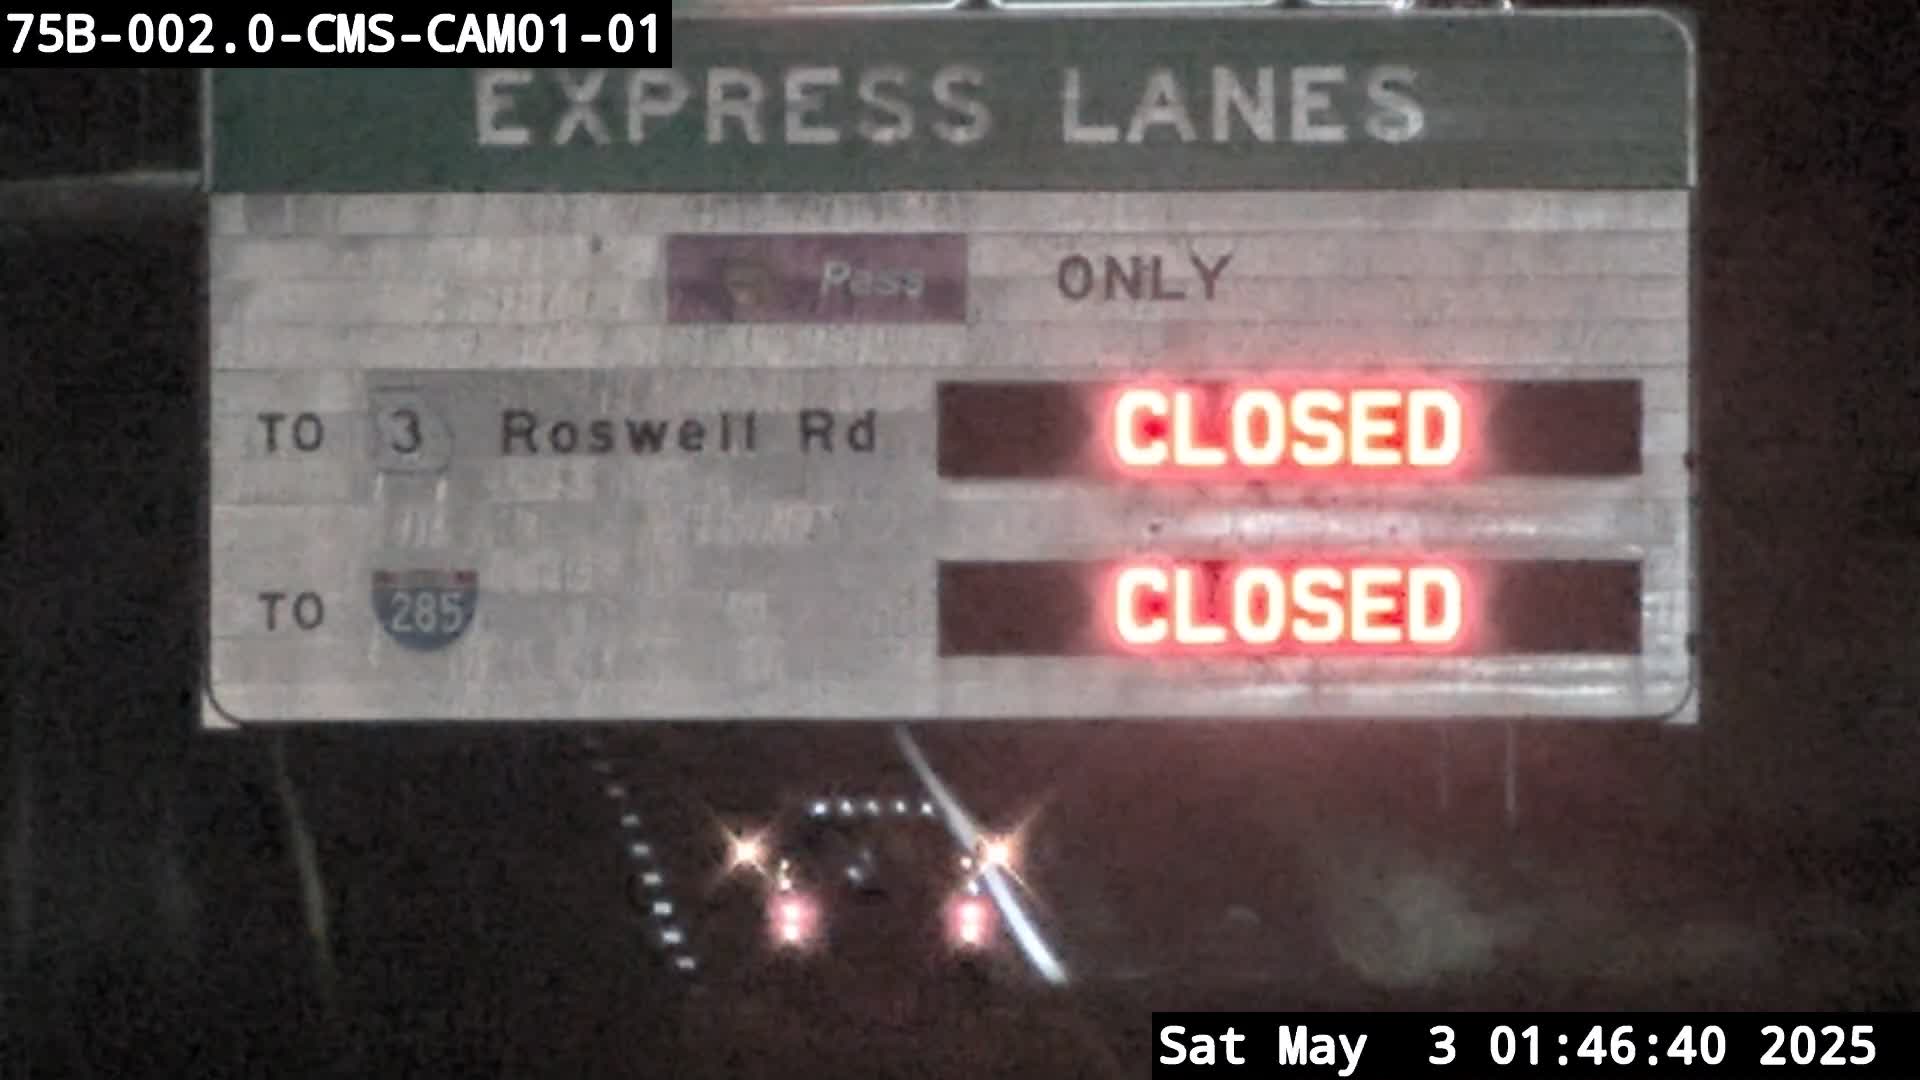 75B-002.0-CMS-CAM01-01
EXPRESS LANES
Pass ONLY
TO 3 Roswell Rd CLOSED
TO 285 CLOSED
Sat May 3 01:46:40 2025